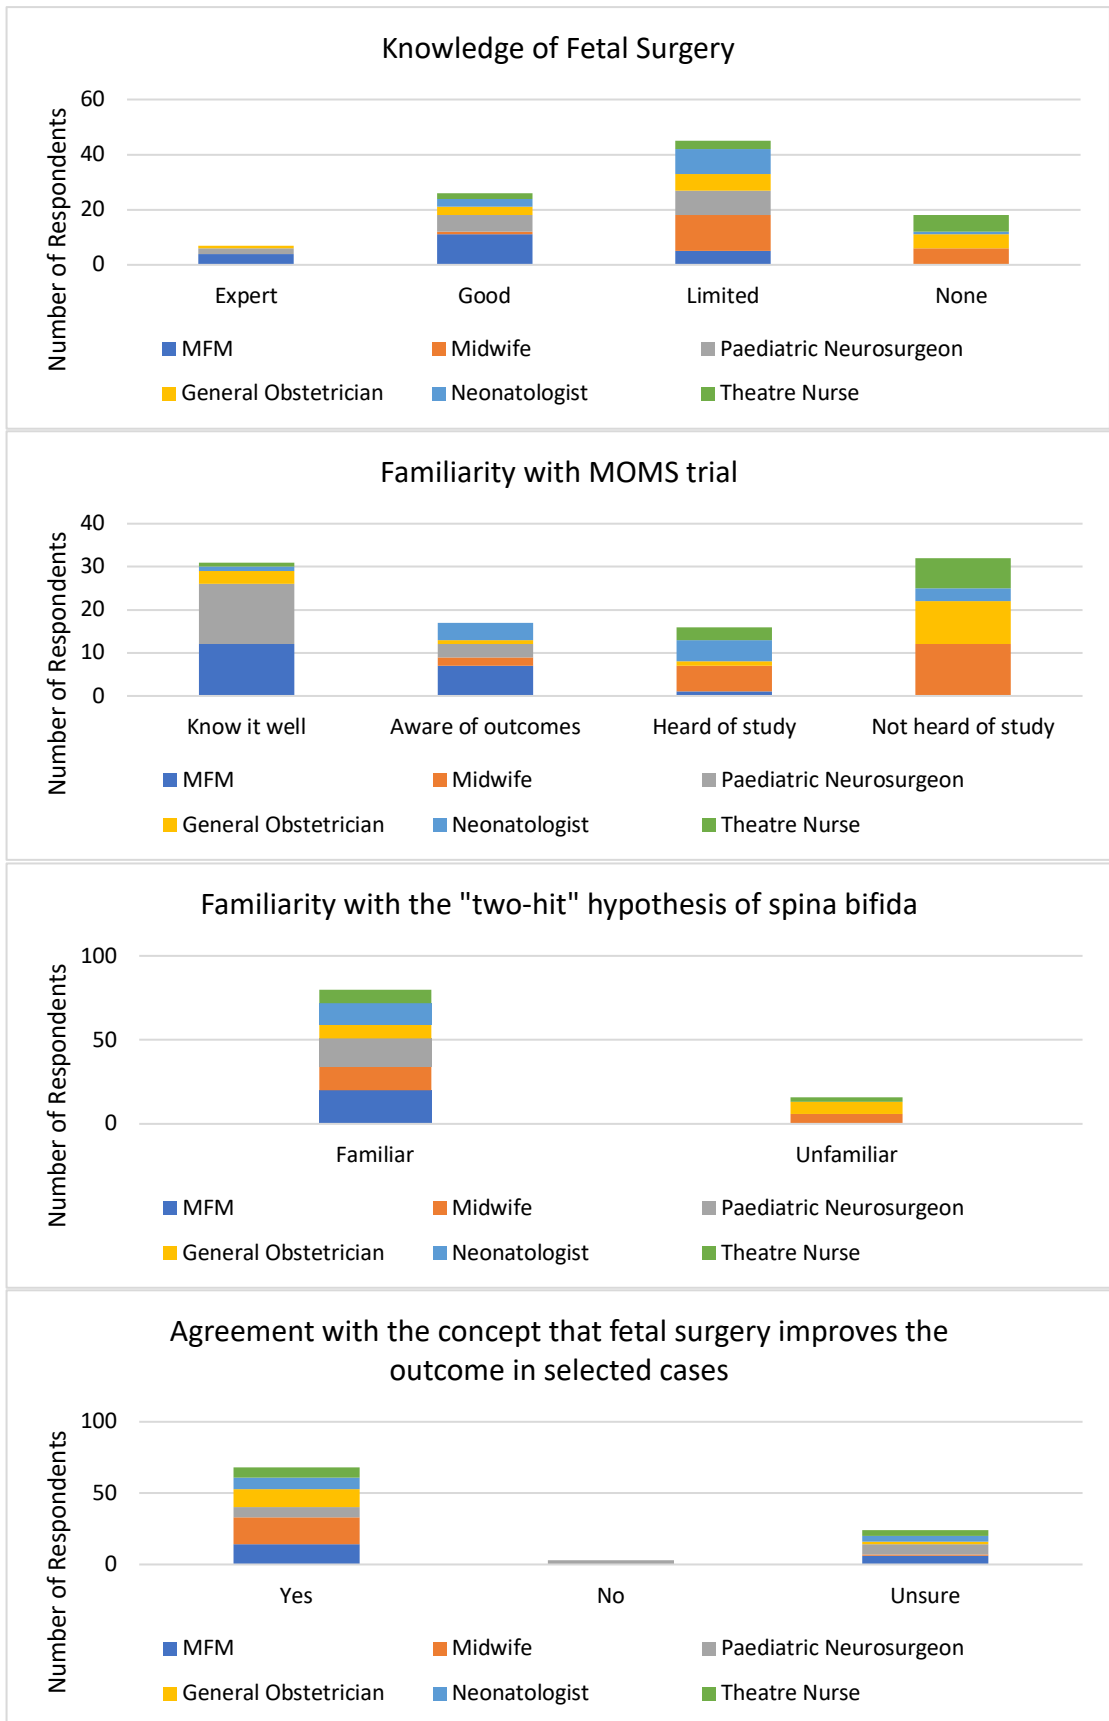 Knowledge of Fetal Surgery
Number of Respondents
60
40
20
0
Expert Good Limited None
MFM Midwife Paediatric Neurosurgeon
General Obstetrician Neonatologist Theatre Nurse
Familiarity with MOMS trial
Number of Respondents
40
30
20
10
0
Know it well Aware of outcomes Heard of study Not heard of study
MFM Midwife Paediatric Neurosurgeon
General Obstetrician Neonatologist Theatre Nurse
Familiarity with the "two-hit" hypothesis of spina bifida
Number of Respondents
100
50
0
Familiar Unfamiliar
MFM Midwife Paediatric Neurosurgeon
General Obstetrician Neonatologist Theatre Nurse
Agreement with the concept that fetal surgery improves the
outcome in selected cases
Number of Respondents
100
50
0
Yes No Unsure
MFM Midwife Paediatric Neurosurgeon
General Obstetrician Neonatologist Theatre Nurse